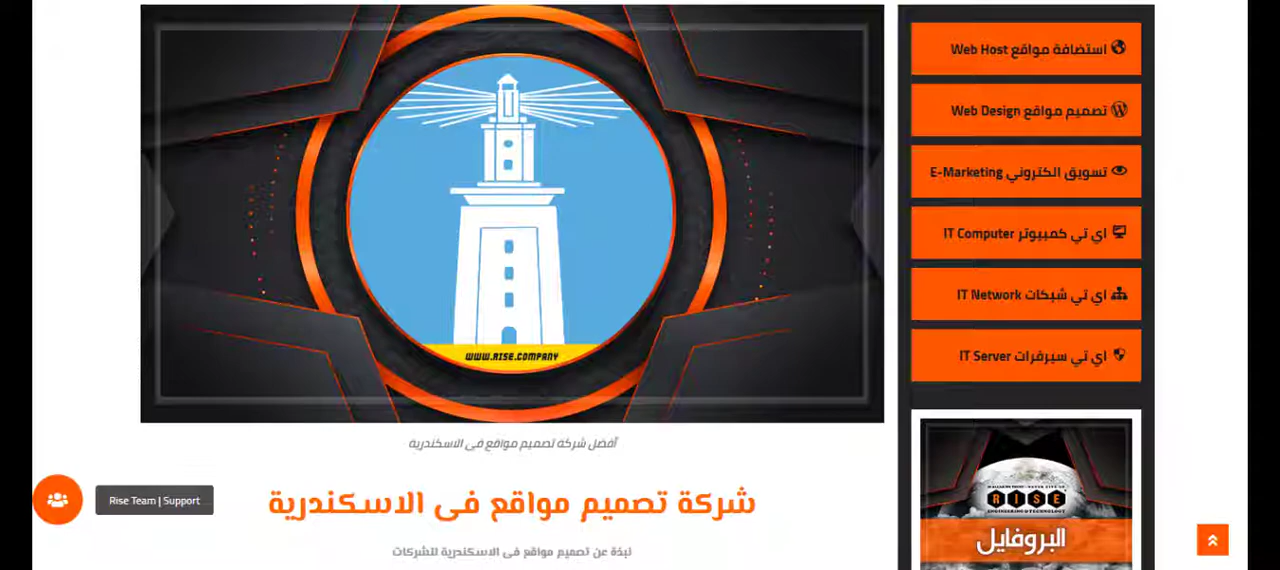 WWW.RISE.COMPANY
أفضل شركة تصميم مواقع فى الاسكندرية
شركة تصميم مواقع فى الاسكندرية
نبذة عن تصميم مواقع فى الاسكندرية للشركات
Rise Team | Support
استضافة مواقع Web Host
تصميم مواقع Web Design
تسويق الكتروني E-Marketing
اي تي كمبيوتر IT Computer
اي تي شبكات IT Network
اي تي سيرفرات IT Server
RISE
ENGINEERING & TECHNOLOGY
البروفايل